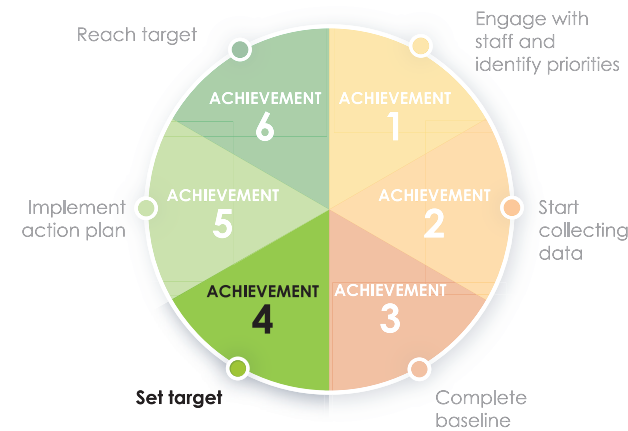 Engage with
staff and
identify priorities
Reach target
ACHIEVEMENT
6
ACHIEVEMENT
1
ACHIEVEMENT
5
ACHIEVEMENT
2
Implement
action plan
Start
collecting
data
ACHIEVEMENT
4
ACHIEVEMENT
3
Set target
Complete
baseline